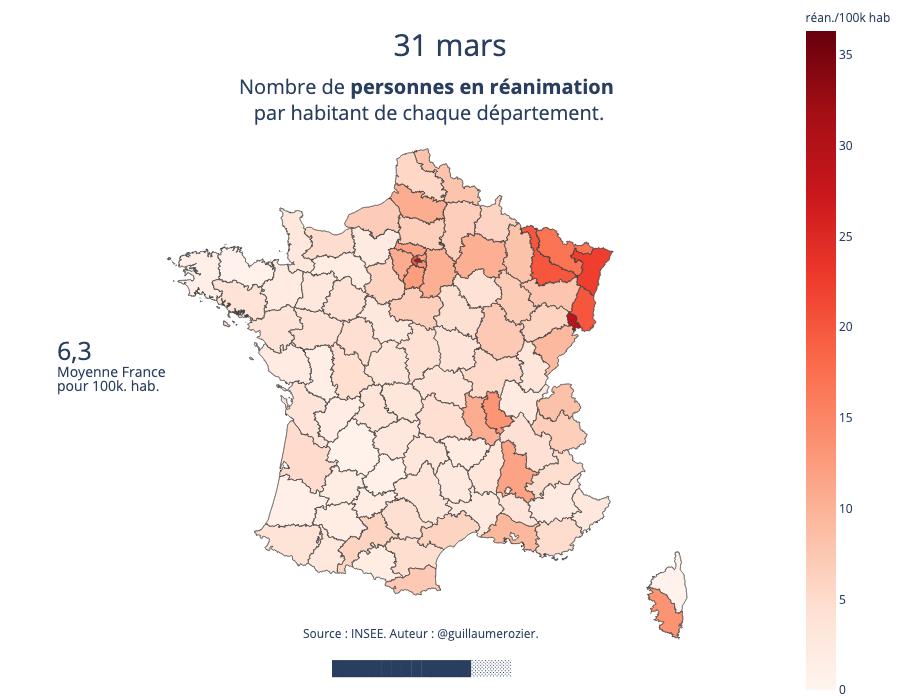 réan./100k hab
31 mars
Nombre de personnes en réanimation
par habitant de chaque département.
35
30
25
20
15
10
5
0
6,3
Moyenne France
pour 100k. hab.
Source : INSEE. Auteur : @guillaumerozier.